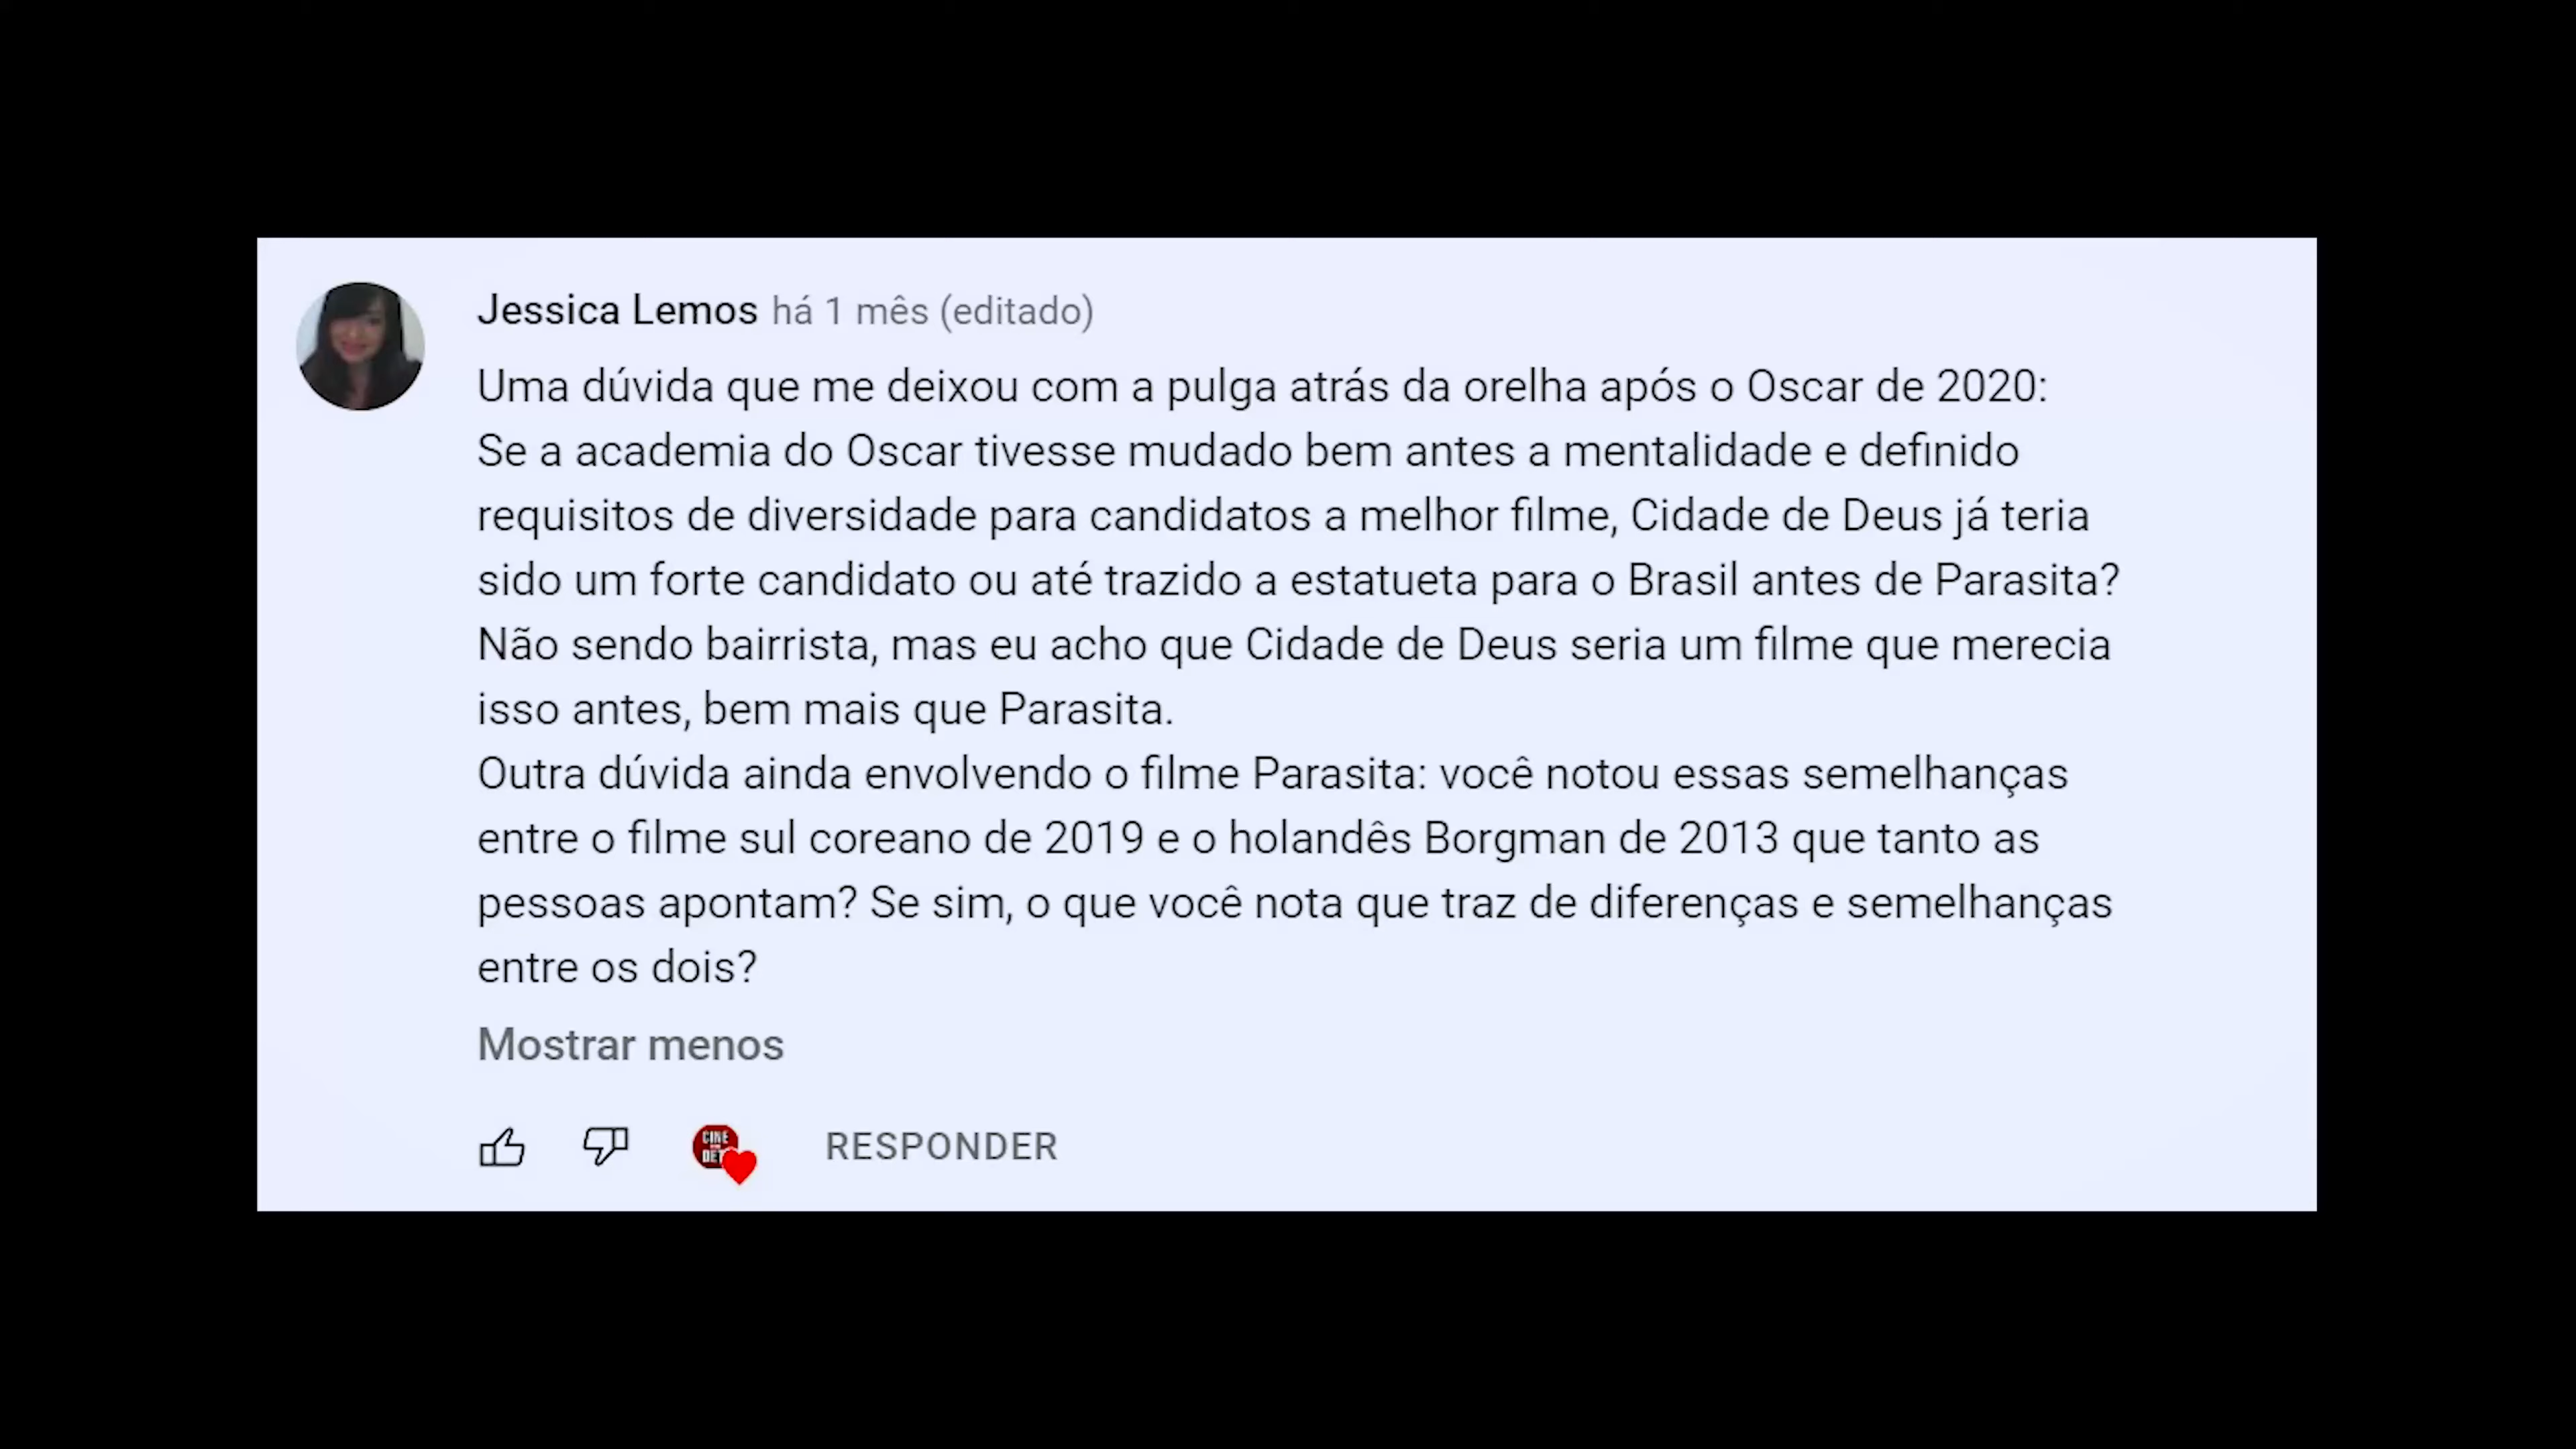 Jessica Lemos há 1 mês (editado)
Uma dúvida que me deixou com a pulga atrás da orelha após o Oscar de 2020:
Se a academia do Oscar tivesse mudado bem antes a mentalidade e definido
requisitos de diversidade para candidatos a melhor filme, Cidade de Deus já teria
sido um forte candidato ou até trazido a estatueta para o Brasil antes de Parasita?
Não sendo bairrista, mas eu acho que Cidade de Deus seria um filme que merecia
isso antes, bem mais que Parasita.
Outra dúvida ainda envolvendo o filme Parasita: você notou essas semelhanças
entre o filme sul coreano de 2019 e o holandês Borgman de 2013 que tanto as
pessoas apontam? Se sim, o que você nota que traz de diferenças e semelhanças
entre os dois?
Mostrar menos
CINE
RESPONDER